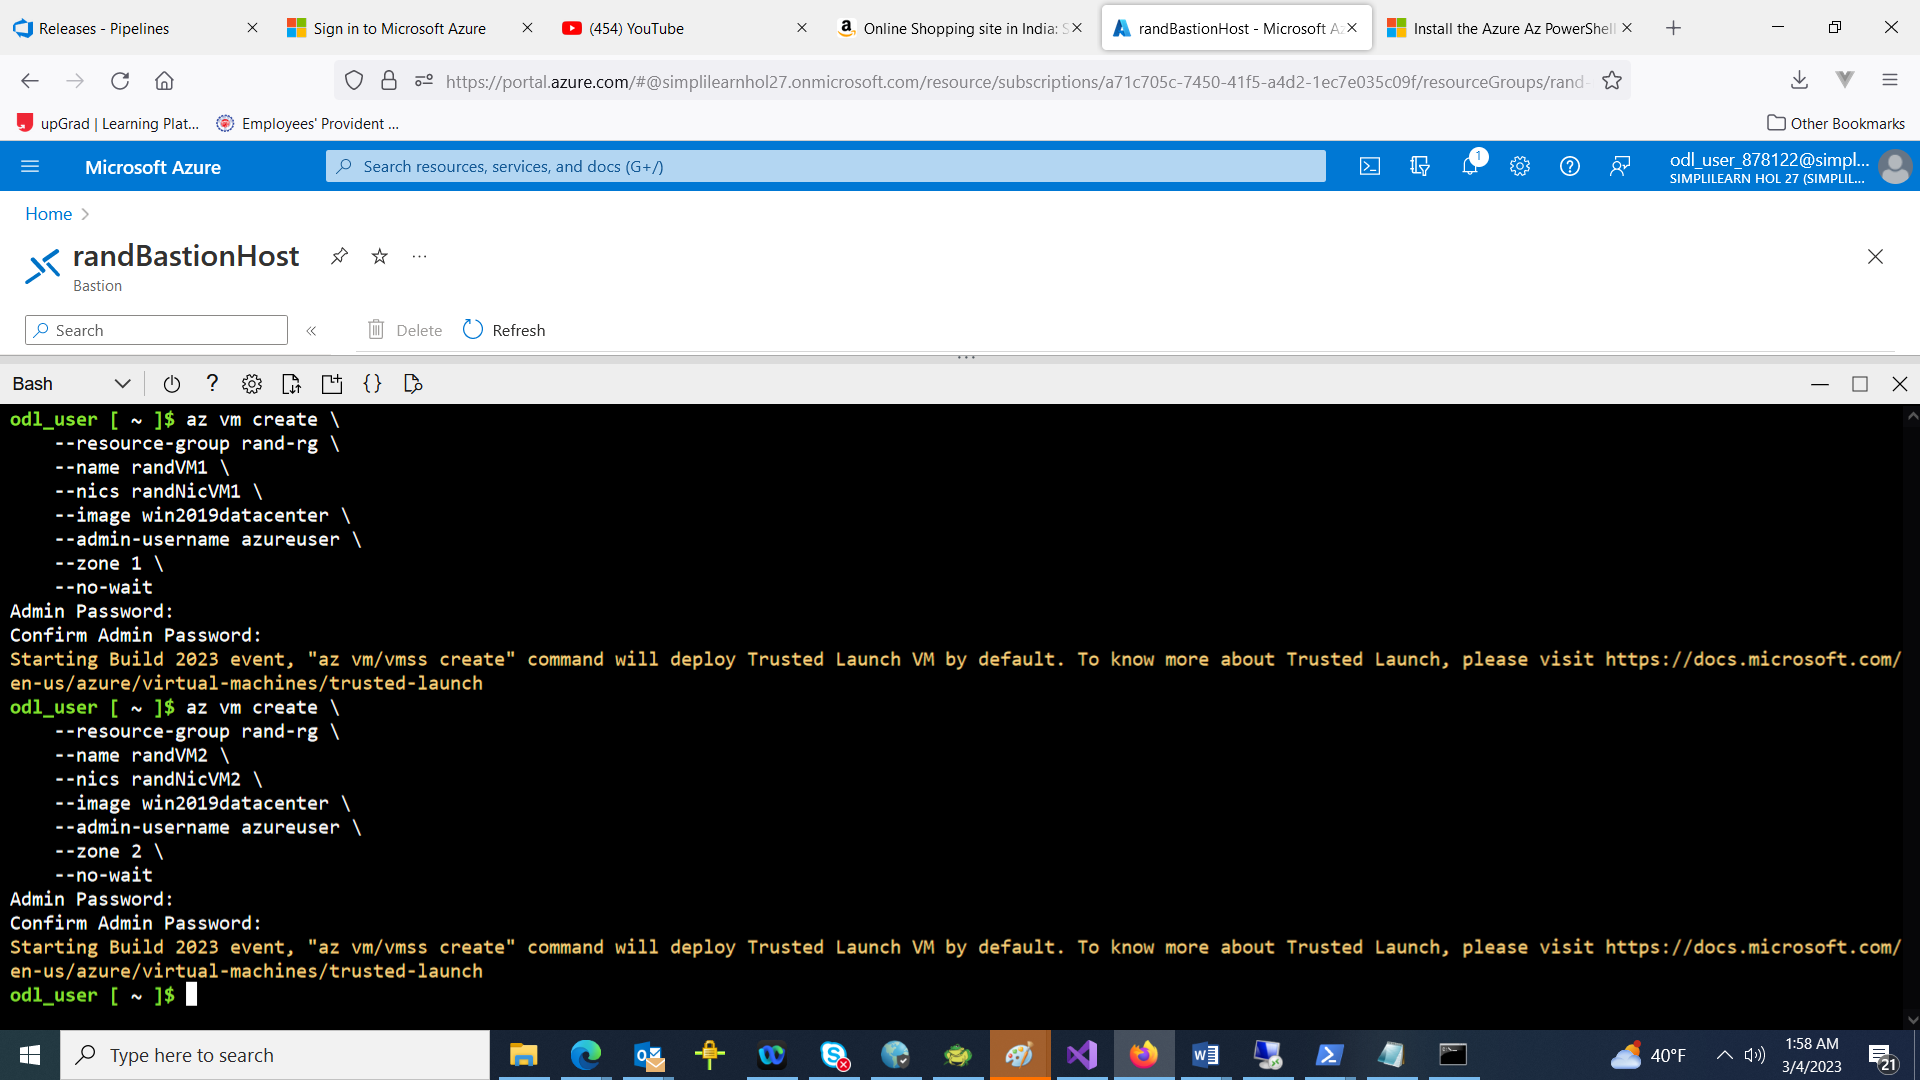 Releases - Pipelines
Sign in to Microsoft Azure
(454) YouTube
Online Shopping site in India: S
randBastionHost - Microsoft Az
Install the Azure Az PowerShell
https://portal.azure.com/#@simplilearnhol27.onmicrosoft.com/resource/subscriptions/a71c705c-7450-41f5-a4d2-1ec7e035c09f/resourceGroups/rand-
upGrad | Learning Plat...
Employees' Provident ...
Other Bookmarks
Microsoft Azure
Search resources, services, and docs (G+/)
1
odl_user_878122@simpl...
SIMPLILEARN HOL 27 (SIMPLIL...
Home
randBastionHost
Bastion
Search
Delete
Refresh
Bash
odl_user [ ~ ]$ az vm create \
--resource-group rand-rg \
--name randVM1 \
--nics randNicVM1 \
--image win2019datacenter \
--admin-username azureuser \
--zone 1 \
--no-wait
Admin Password:
Confirm Admin Password:
Starting Build 2023 event, "az vm/vmss create" command will deploy Trusted Launch VM by default. To know more about Trusted Launch, please visit https://docs.microsoft.com/
en-us/azure/virtual-machines/trusted-launch
odl_user [ ~ ]$ az vm create \
--resource-group rand-rg \
--name randVM2 \
--nics randNicVM2 \
--image win2019datacenter \
--admin-username azureuser \
--zone 2 \
--no-wait
Admin Password:
Confirm Admin Password:
Starting Build 2023 event, "az vm/vmss create" command will deploy Trusted Launch VM by default. To know more about Trusted Launch, please visit https://docs.microsoft.com/
en-us/azure/virtual-machines/trusted-launch
odl_user [ ~ ]$
Type here to search
40°F
1:58 AM
3/4/2023
21